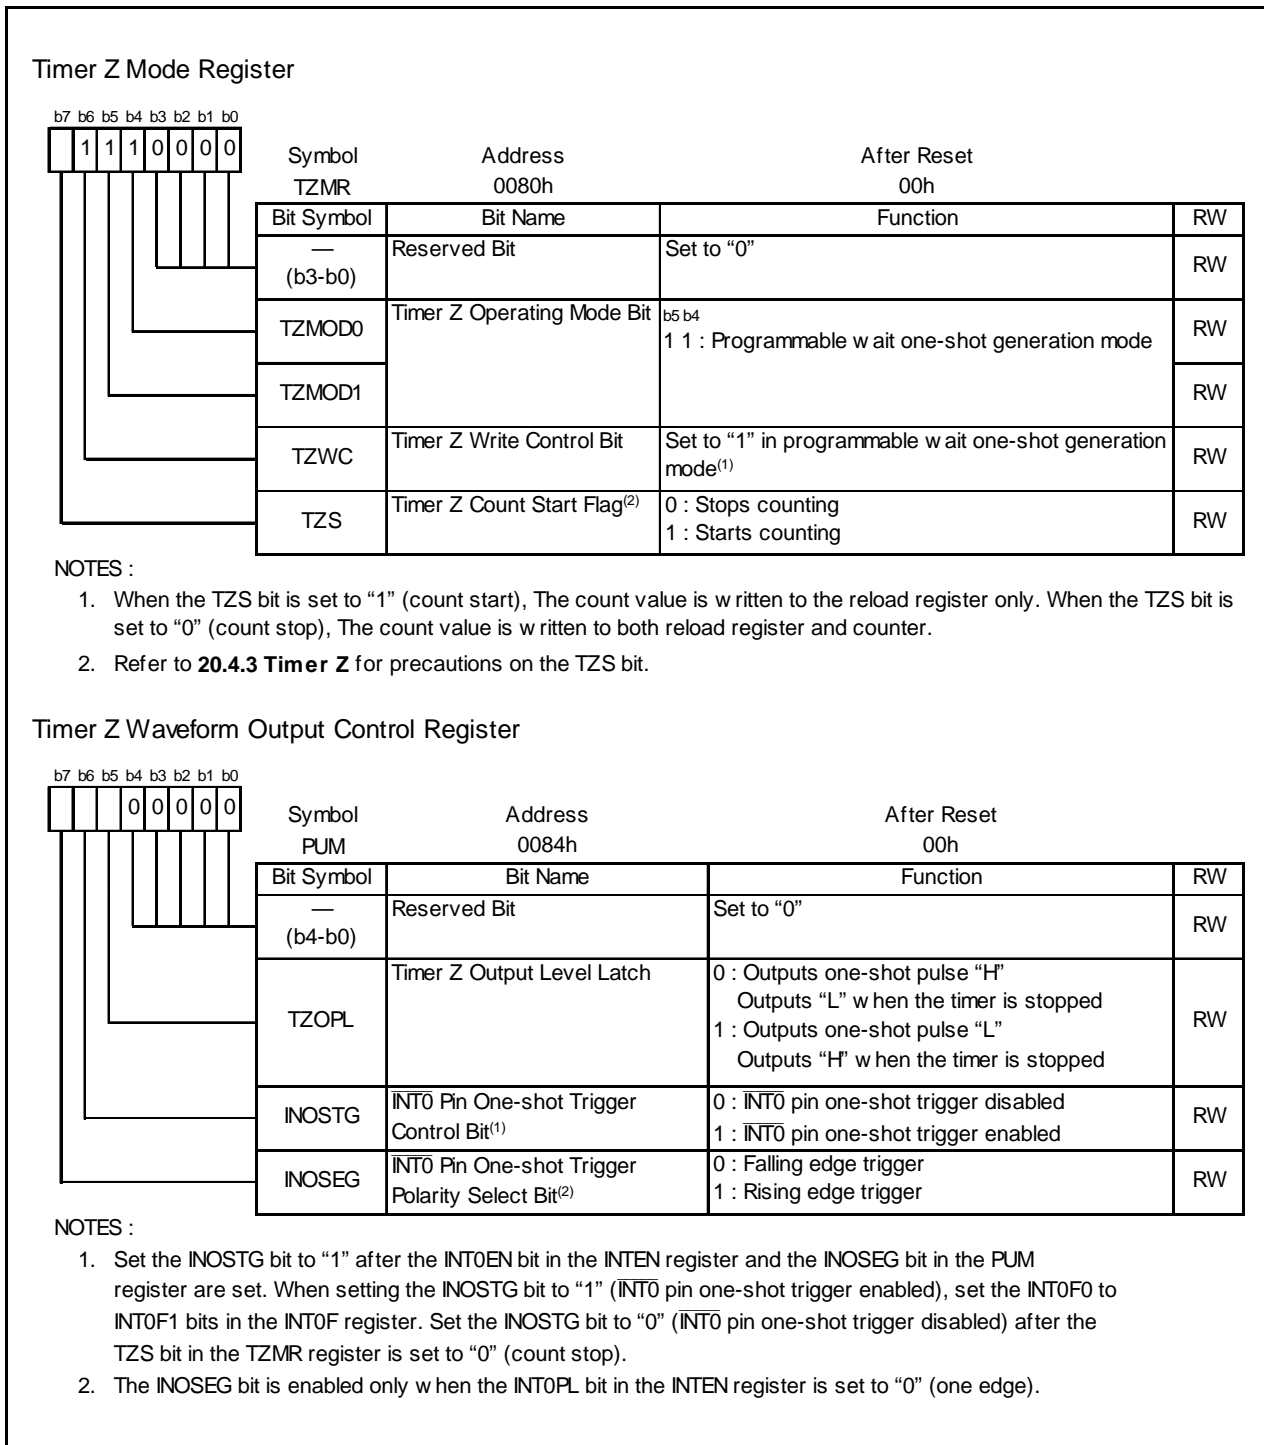 Timer Z Mode Register
b7 b6 b5 b4 b3 b2 b1 b0
1 1 1 0 0 0 0
Symbol Address After Reset
TZMR 0080h 00h
Bit Symbol Bit Name Function RW
— Reserved Bit Set to “0” RW
(b3-b0)
TZMOD0 Timer Z Operating Mode Bit b5 b4 RW
1 1 : Programmable wait one-shot generation mode
TZMOD1 RW
TZWC Timer Z Write Control Bit Set to “1” in programmable wait one-shot generation RW
mode(1)
TZS Timer Z Count Start Flag(2) 0 : Stops counting RW
1 : Starts counting
NOTES :
1. When the TZS bit is set to “1” (count start), The count value is written to the reload register only. When the TZS bit is
set to “0” (count stop), The count value is written to both reload register and counter.
2. Refer to 20.4.3 Timer Z for precautions on the TZS bit.
Timer Z Waveform Output Control Register
b7 b6 b5 b4 b3 b2 b1 b0
0 0 0 0 0
Symbol Address After Reset
PUM 0084h 00h
Bit Symbol Bit Name Function RW
— Reserved Bit Set to “0” RW
(b4-b0)
TZOPL Timer Z Output Level Latch 0 : Outputs one-shot pulse “H” RW
Outputs “L” when the timer is stopped
1 : Outputs one-shot pulse “L”
Outputs “H” when the timer is stopped
INOSTG INT0 Pin One-shot Trigger 0 : INT0 pin one-shot trigger disabled RW
Control Bit(1) 1 : INT0 pin one-shot trigger enabled
INOSEG INT0 Pin One-shot Trigger 0 : Falling edge trigger RW
Polarity Select Bit(2) 1 : Rising edge trigger
NOTES :
1. Set the INOSTG bit to “1” after the INT0EN bit in the INTEN register and the INOSEG bit in the PUM
register are set. When setting the INOSTG bit to “1” (INT0 pin one-shot trigger enabled), set the INT0F0 to
INT0F1 bits in the INT0F register. Set the INOSTG bit to “0” (INT0 pin one-shot trigger disabled) after the
TZS bit in the TZMR register is set to “0” (count stop).
2. The INOSEG bit is enabled only when the INT0PL bit in the INTEN register is set to “0” (one edge).